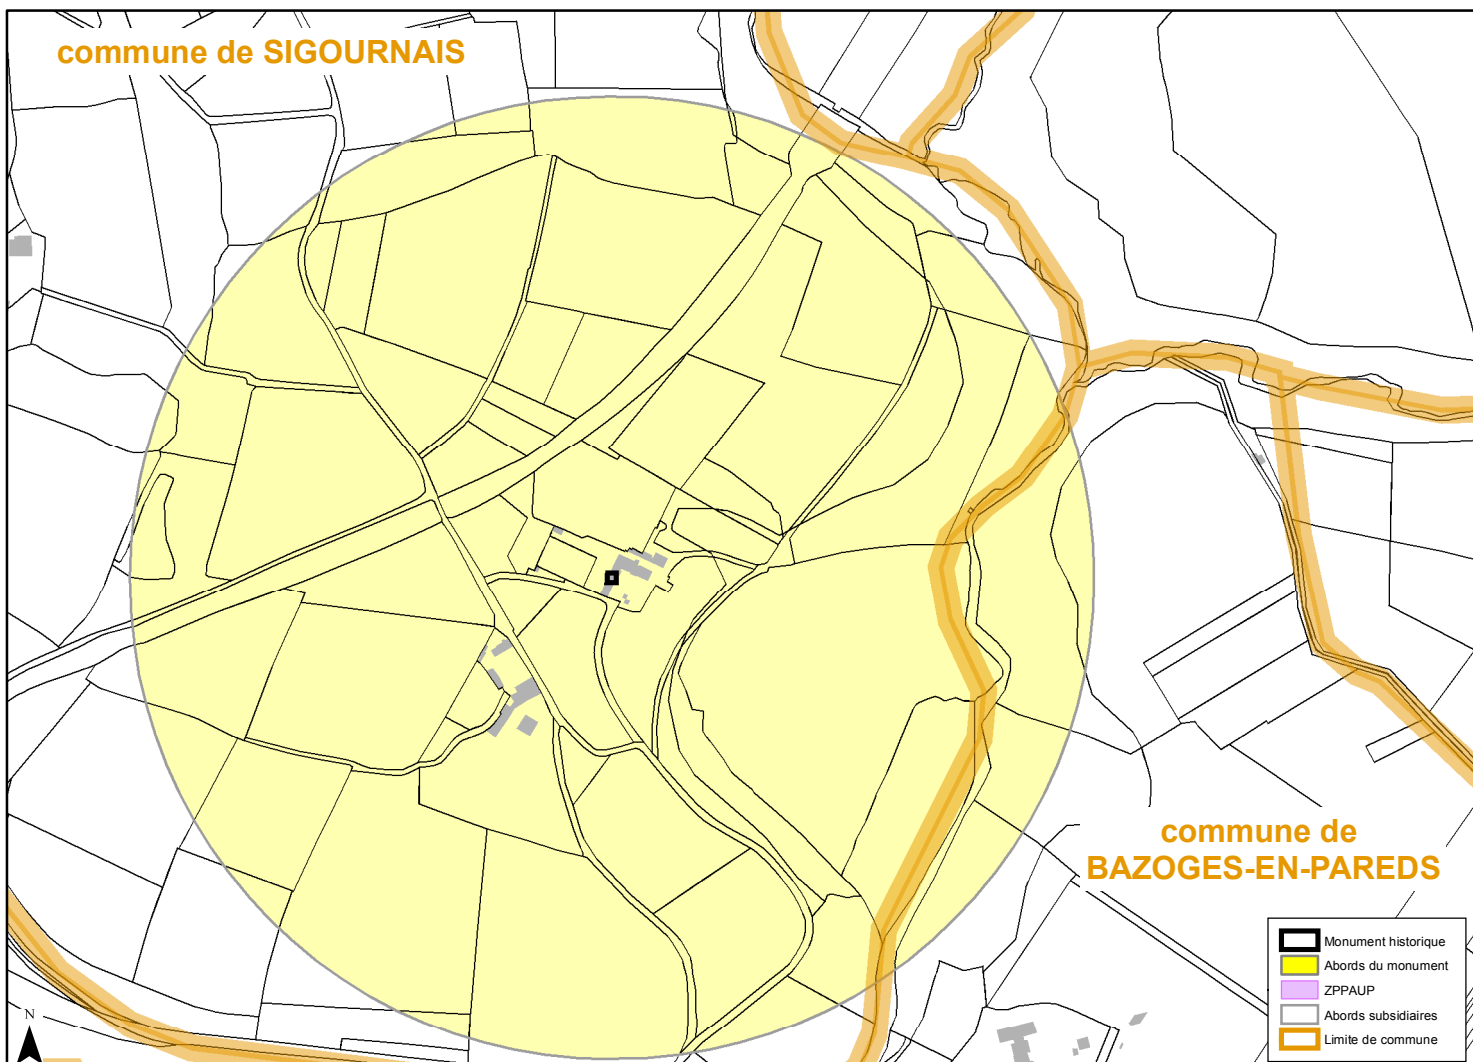 commune de SIGOURNAIS
commune de
BAZOGES-EN-PAREDS
Monument historique
Abords du monument
ZPPAUP
Abords subsidiaires
Limite de commune
N